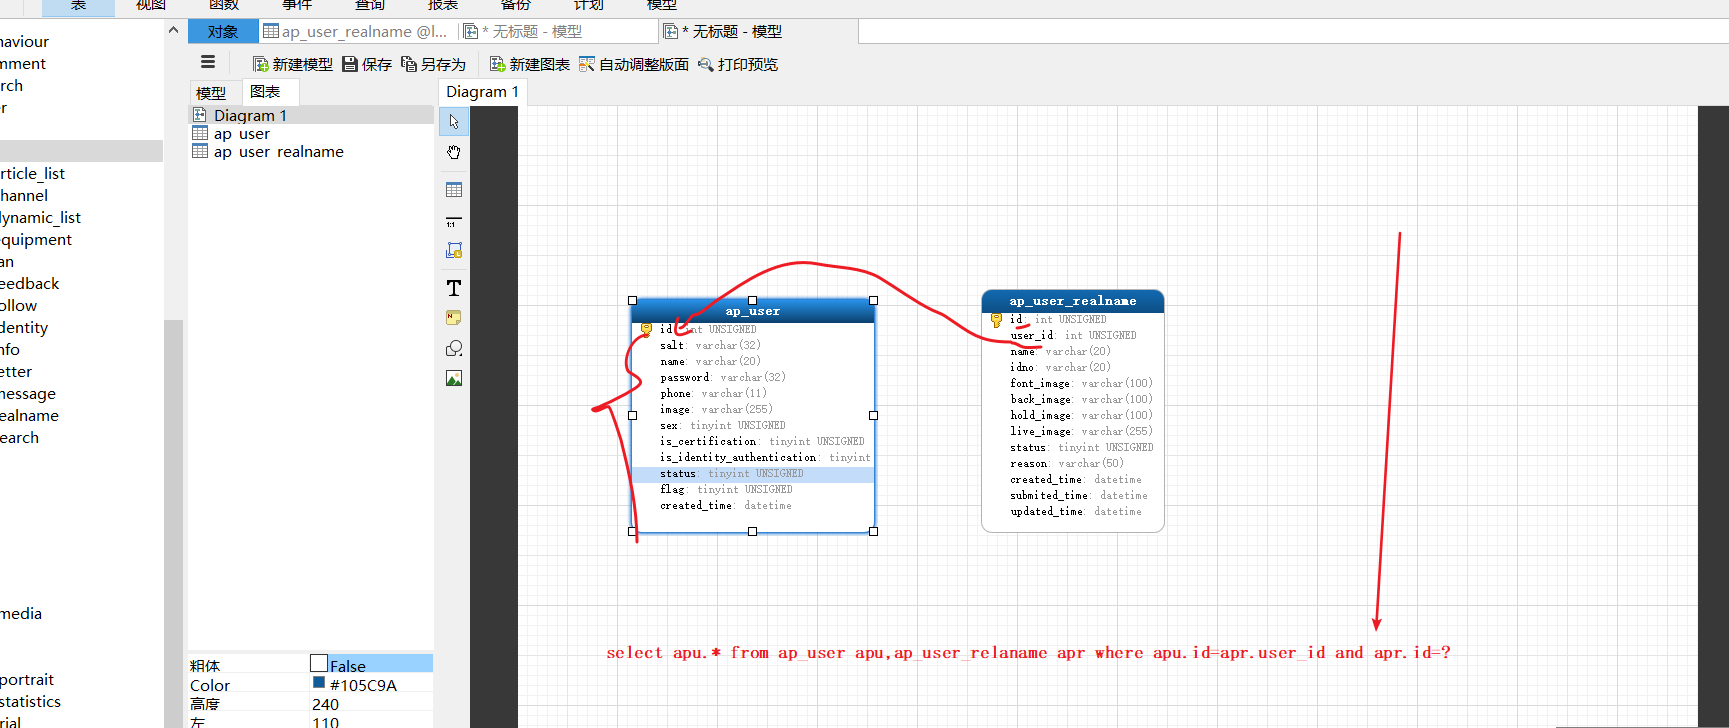 表 视图 函数 事件 查询 报表 备份 计划 模型
对象 ap_user_realname @l... * 无标题 - 模型 * 无标题 - 模型
新建模型 保存 另存为 新建图表 自动调整版面 打印预览
模型 图表 Diagram 1
Diagram 1
ap_user
ap_user_realname
haviour
mment
rch
er
rticle_list
hannel
dynamic_list
equipment
an
eedback
ollow
dentity
nfo
etter
message
ealname
earch
media
portrait
statistics
rial
T
ap_user
id: int UNSIGNED
salt: varchar(32)
name: varchar(20)
password: varchar(32)
phone: varchar(11)
image: varchar(255)
sex: tinyint UNSIGNED
is_certification: tinyint UNSIGNED
is_identity_authentication: tinyint
status: tinyint UNSIGNED
flag: tinyint UNSIGNED
created_time: datetime
ap_user_realname
id: int UNSIGNED
user_id: int UNSIGNED
name: varchar(20)
idno: varchar(20)
font_image: varchar(100)
back_image: varchar(100)
hold_image: varchar(100)
live_image: varchar(255)
status: tinyint UNSIGNED
reason: varchar(50)
created_time: datetime
submited_time: datetime
updated_time: datetime
select apu.* from ap_user apu,ap_user_relaname apr where apu.id=apr.user_id and apr.id=?
粗体 False
Color #105C9A
高度 240
左 110